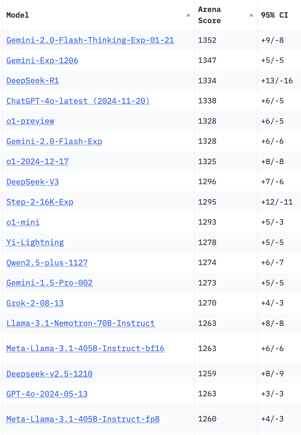 Model Arena Score 95% CI
Gemini-2.0-Flash-Thinking-Exp-01-21 1352 +9/-8
Gemini-Exp-1206 1347 +5/-5
DeepSeek-R1 1334 +13/-16
ChatGPT-4o-latest (2024-11-20) 1338 +6/-5
o1-preview 1328 +6/-5
Gemini-2.0-Flash-Exp 1328 +6/-6
o1-2024-12-17 1325 +8/-8
DeepSeek-V3 1296 +7/-6
Step-2-16K-Exp 1295 +12/-11
o1-mini 1293 +5/-3
Yi-Lightning 1278 +5/-5
Qwen2.5-plus-1127 1274 +6/-7
Gemini-1.5-Pro-002 1273 +5/-5
Grok-2-08-13 1270 +4/-3
Llama-3.1-Nemotron-70B-Instruct 1263 +8/-8
Meta-Llama-3.1-405B-Instruct-bf16 1263 +6/-6
Deepseek-v2.5-1210 1259 +8/-9
GPT-4o-2024-05-13 1263 +3/-3
Meta-Llama-3.1-405B-Instruct-fp8 1260 +4/-3